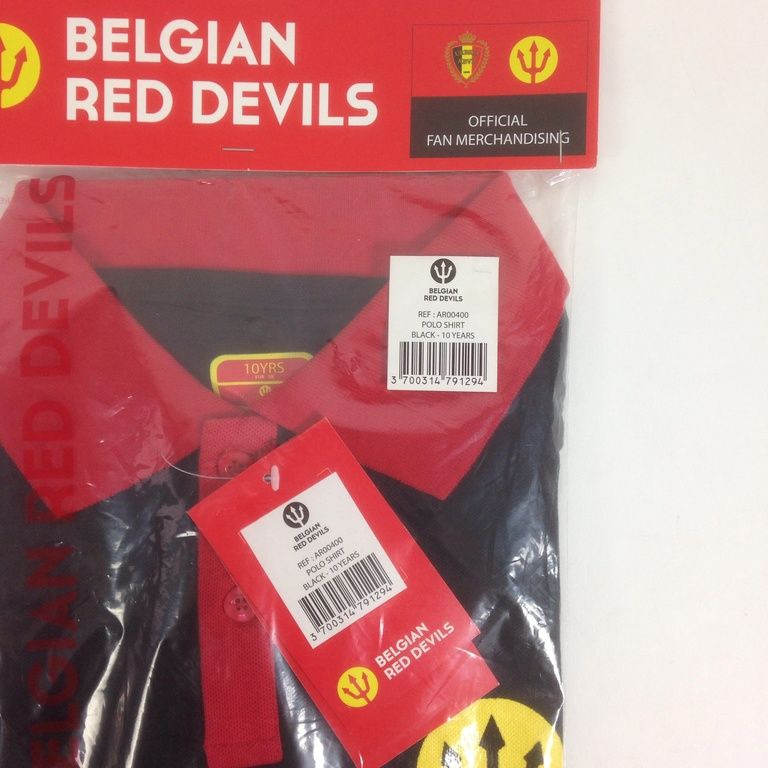 BELGIAN
RED DEVILS
OFFICIAL
FAN MERCHANDISING
BELGIAN RED DEVILS
BELGIAN
RED DEVILS
REF : AR00400
POLO SHIRT
BLACK - 10 YEARS
3 700314 791294
10YRS
BELGIAN
RED DEVILS
REF : AR00400
POLO SHIRT
BLACK - 10 YEARS
3 700314 791294
BELGIAN
RED DEVILS